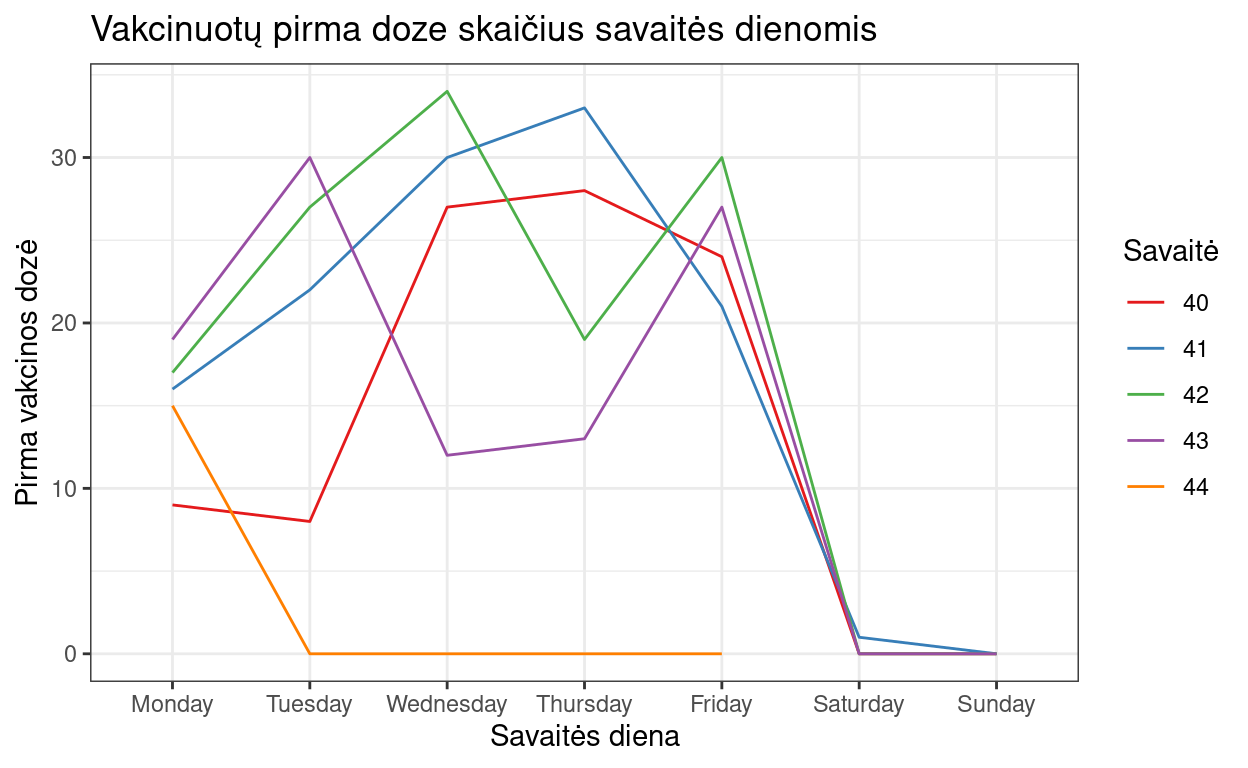 Vakcinuotų pirma doze skaičius savaitės dienomis
Pirma vakcinos dozė
30
20
10
0
Monday
Tuesday
Wednesday
Thursday
Friday
Saturday
Sunday
Savaitės diena
Savaitė
40
41
42
43
44